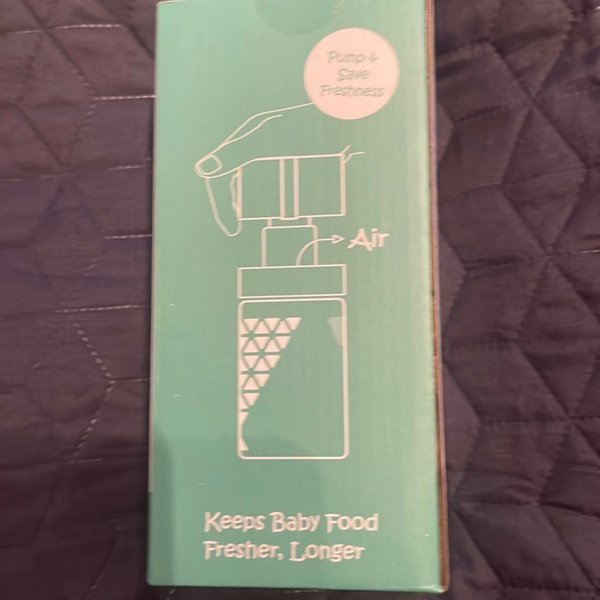 Pump +
Save
Freshness
Air
Keeps Baby Food
Fresher, Longer